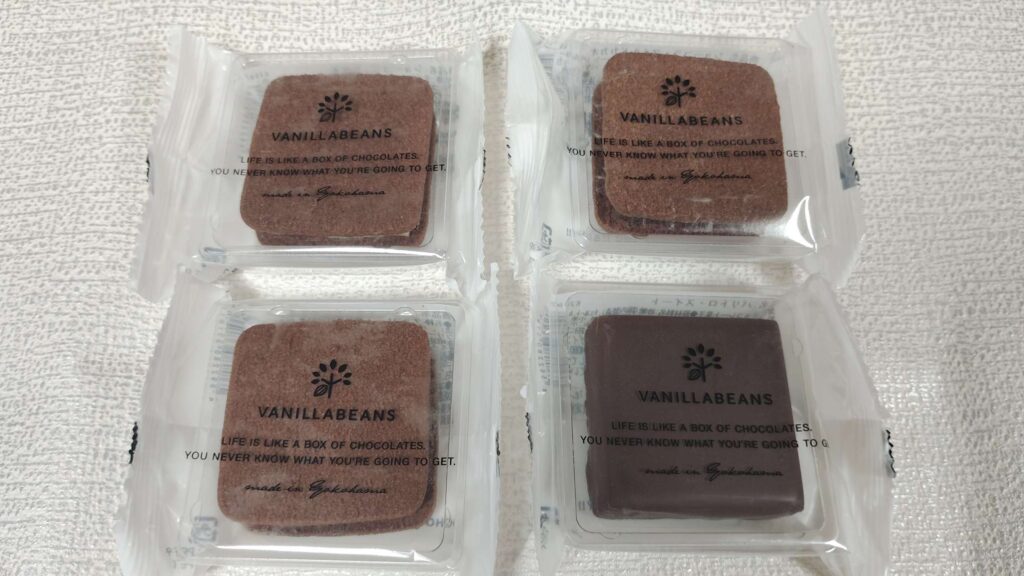 VANILLABEANS
LIFE IS LIKE A BOX OF CHOCOLATES.
YOU NEVER KNOW WHAT YOU'RE GOING TO GET.
made in Yokohama
VANILLABEANS
LIFE IS LIKE A BOX OF CHOCOLATES.
YOU NEVER KNOW WHAT YOU'RE GOING TO GET.
made in Yokohama
VANILLABEANS
LIFE IS LIKE A BOX OF CHOCOLATES.
YOU NEVER KNOW WHAT YOU'RE GOING TO GET.
made in Yokohama
VANILLABEANS
LIFE IS LIKE A BOX OF CHOCOLATES.
YOU NEVER KNOW WHAT YOU'RE GOING TO G
made in Yokohama